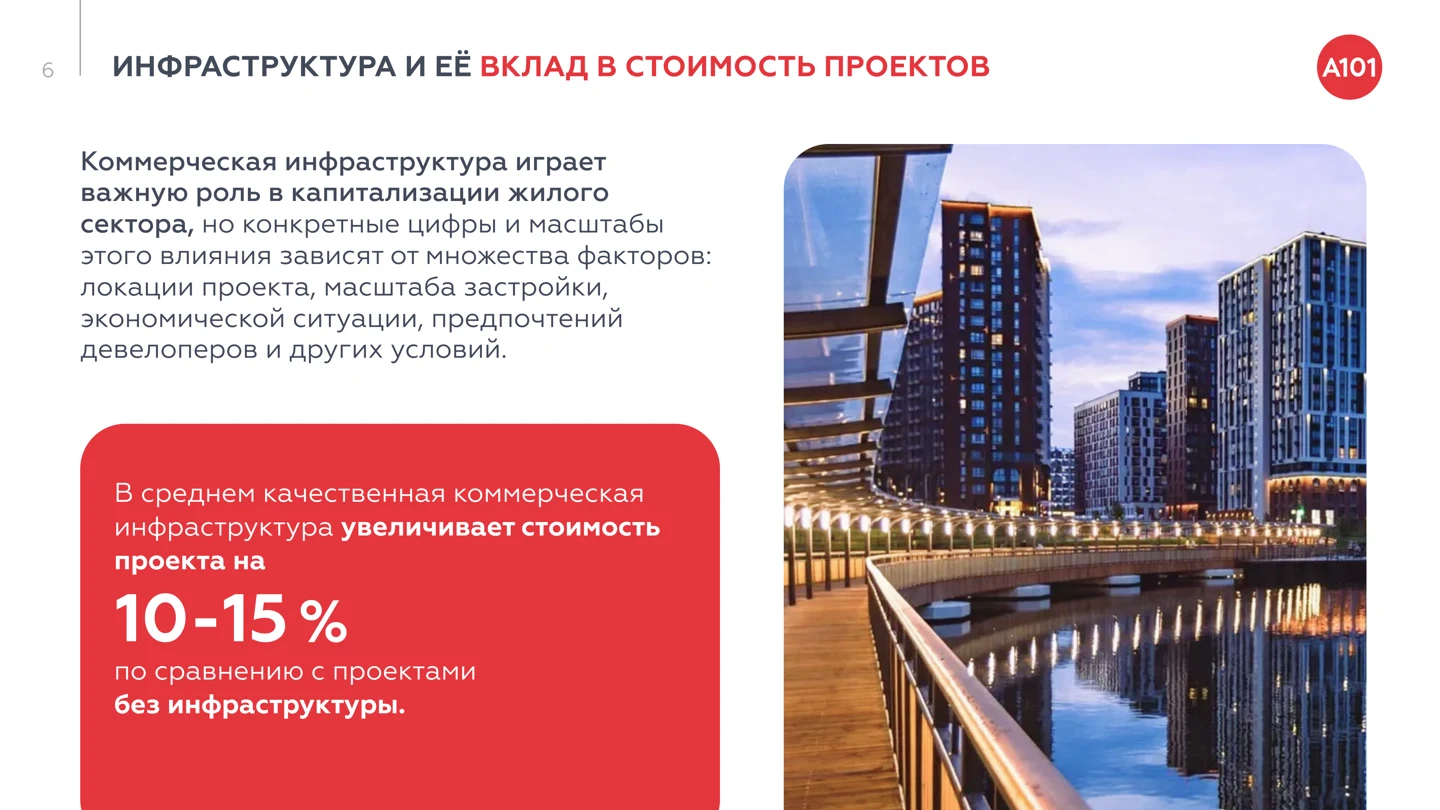 6
ИНФРАСТРУКТУРА И ЕЁ ВКЛАД В СТОИМОСТЬ ПРОЕКТОВ
А101
Коммерческая инфраструктура играет
важную роль в капитализации жилого
сектора, но конкретные цифры и масштабы
этого влияния зависят от множества факторов:
локации проекта, масштаба застройки,
экономической ситуации, предпочтений
девелоперов и других условий.
В среднем качественная коммерческая
инфраструктура увеличивает стоимость
проекта на
10-15 %
по сравнению с проектами
без инфраструктуры.